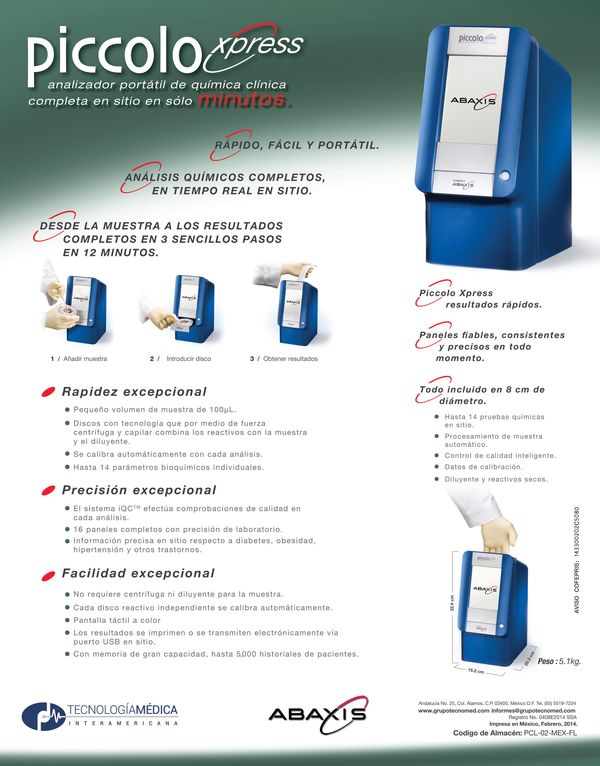 piccolo xpress
analizador portátil de química clínica
completa en sitio en sólo minutos.
piccolo
ABAXIS
ABAXIS
RÁPIDO, FÁCIL Y PORTÁTIL.
ANÁLISIS QUÍMICOS COMPLETOS,
EN TIEMPO REAL EN SITIO.
DESDE LA MUESTRA A LOS RESULTADOS
COMPLETOS EN 3 SENCILLOS PASOS
EN 12 MINUTOS.
1 / Añadir muestra
2 / Introducir disco
3 / Obtener resultados
Rapidez excepcional
Pequeño volumen de muestra de 100µL.
Discos con tecnología que por medio de fuerza
centrífuga y capilar combina los reactivos con la muestra
y el diluyente.
Se calibra automáticamente con cada análisis.
Hasta 14 parámetros bioquímicos individuales.
Precisión excepcional
El sistema iQC™ efectúa comprobaciones de calidad en
cada análisis.
16 paneles completos con precisión de laboratorio.
Información precisa en sitio respecto a diabetes, obesidad,
hipertensión y otros trastornos.
Facilidad excepcional
No requiere centrífuga ni diluyente para la muestra.
Cada disco reactivo independiente se calibra automáticamente.
Pantalla táctil a color
Los resultados se imprimen o se transmiten electrónicamente vía
puerto USB en sitio.
Con memoria de gran capacidad, hasta 5,000 historiales de pacientes.
Piccolo Xpress
resultados rápidos.
Paneles fiables, consistentes
y precisos en todo
momento.
Todo incluido en 8 cm de
diámetro.
Hasta 14 pruebas químicas
en sitio.
Procesamiento de muestra
automático.
Control de calidad inteligente.
Datos de calibración.
Diluyente y reactivos secos.
AVISO COFEPRIS: 143300202C5080
piccolo
ABAXIS
32.4 cm
15.2 cm
20.3 cm
Peso : 5.1kg.
TECNOLOGÍAMÉDICA
INTERAMERICANA
ABAXIS
Andalucía No. 25, Col. Álamos, C.P. 03400, México D.F. Tel. (55) 5519-7234
www.grupotecnomed.com informes@grupotecnomed.com
Registro No. 0408E2014 SSA
Impresa en México, Febrero, 2014.
Codigo de Almacén: PCL-02-MEX-FL